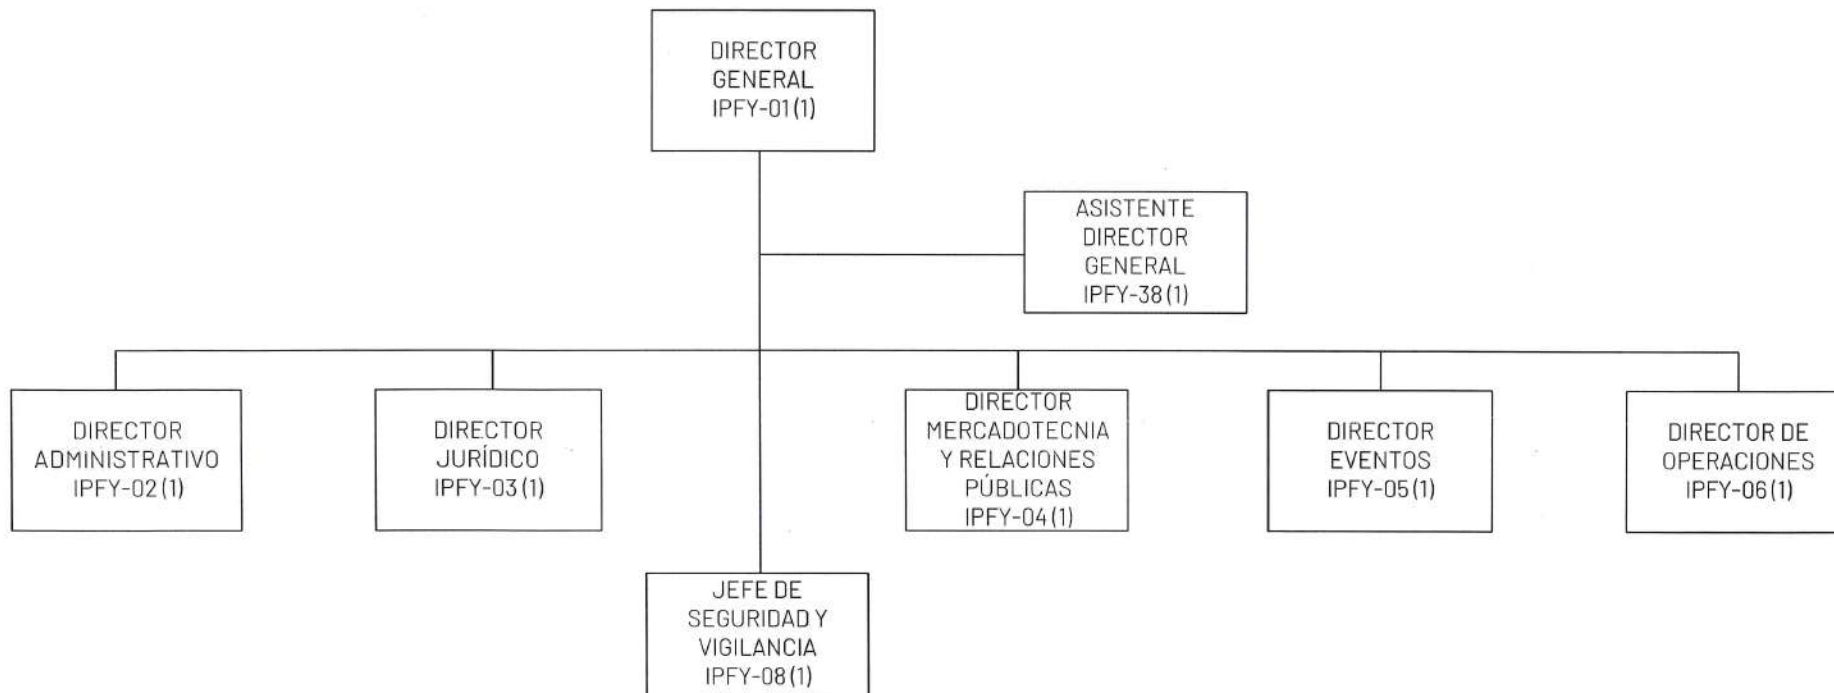 DIRECTOR
GENERAL
IPFY-01(1)
ASISTENTE
DIRECTOR
GENERAL
IPFY-38(1)
DIRECTOR
ADMINISTRATIVO
IPFY-02(1)
DIRECTOR
JURÍDICO
IPFY-03(1)
DIRECTOR
MERCADOTECNIA
Y RELACIONES
PÚBLICAS
IPFY-04(1)
DIRECTOR
EVENTOS
IPFY-05(1)
DIRECTOR DE
OPERACIONES
IPFY-06(1)
JEFE DE
SEGURIDAD Y
VIGILANCIA
IPFY-08(1)